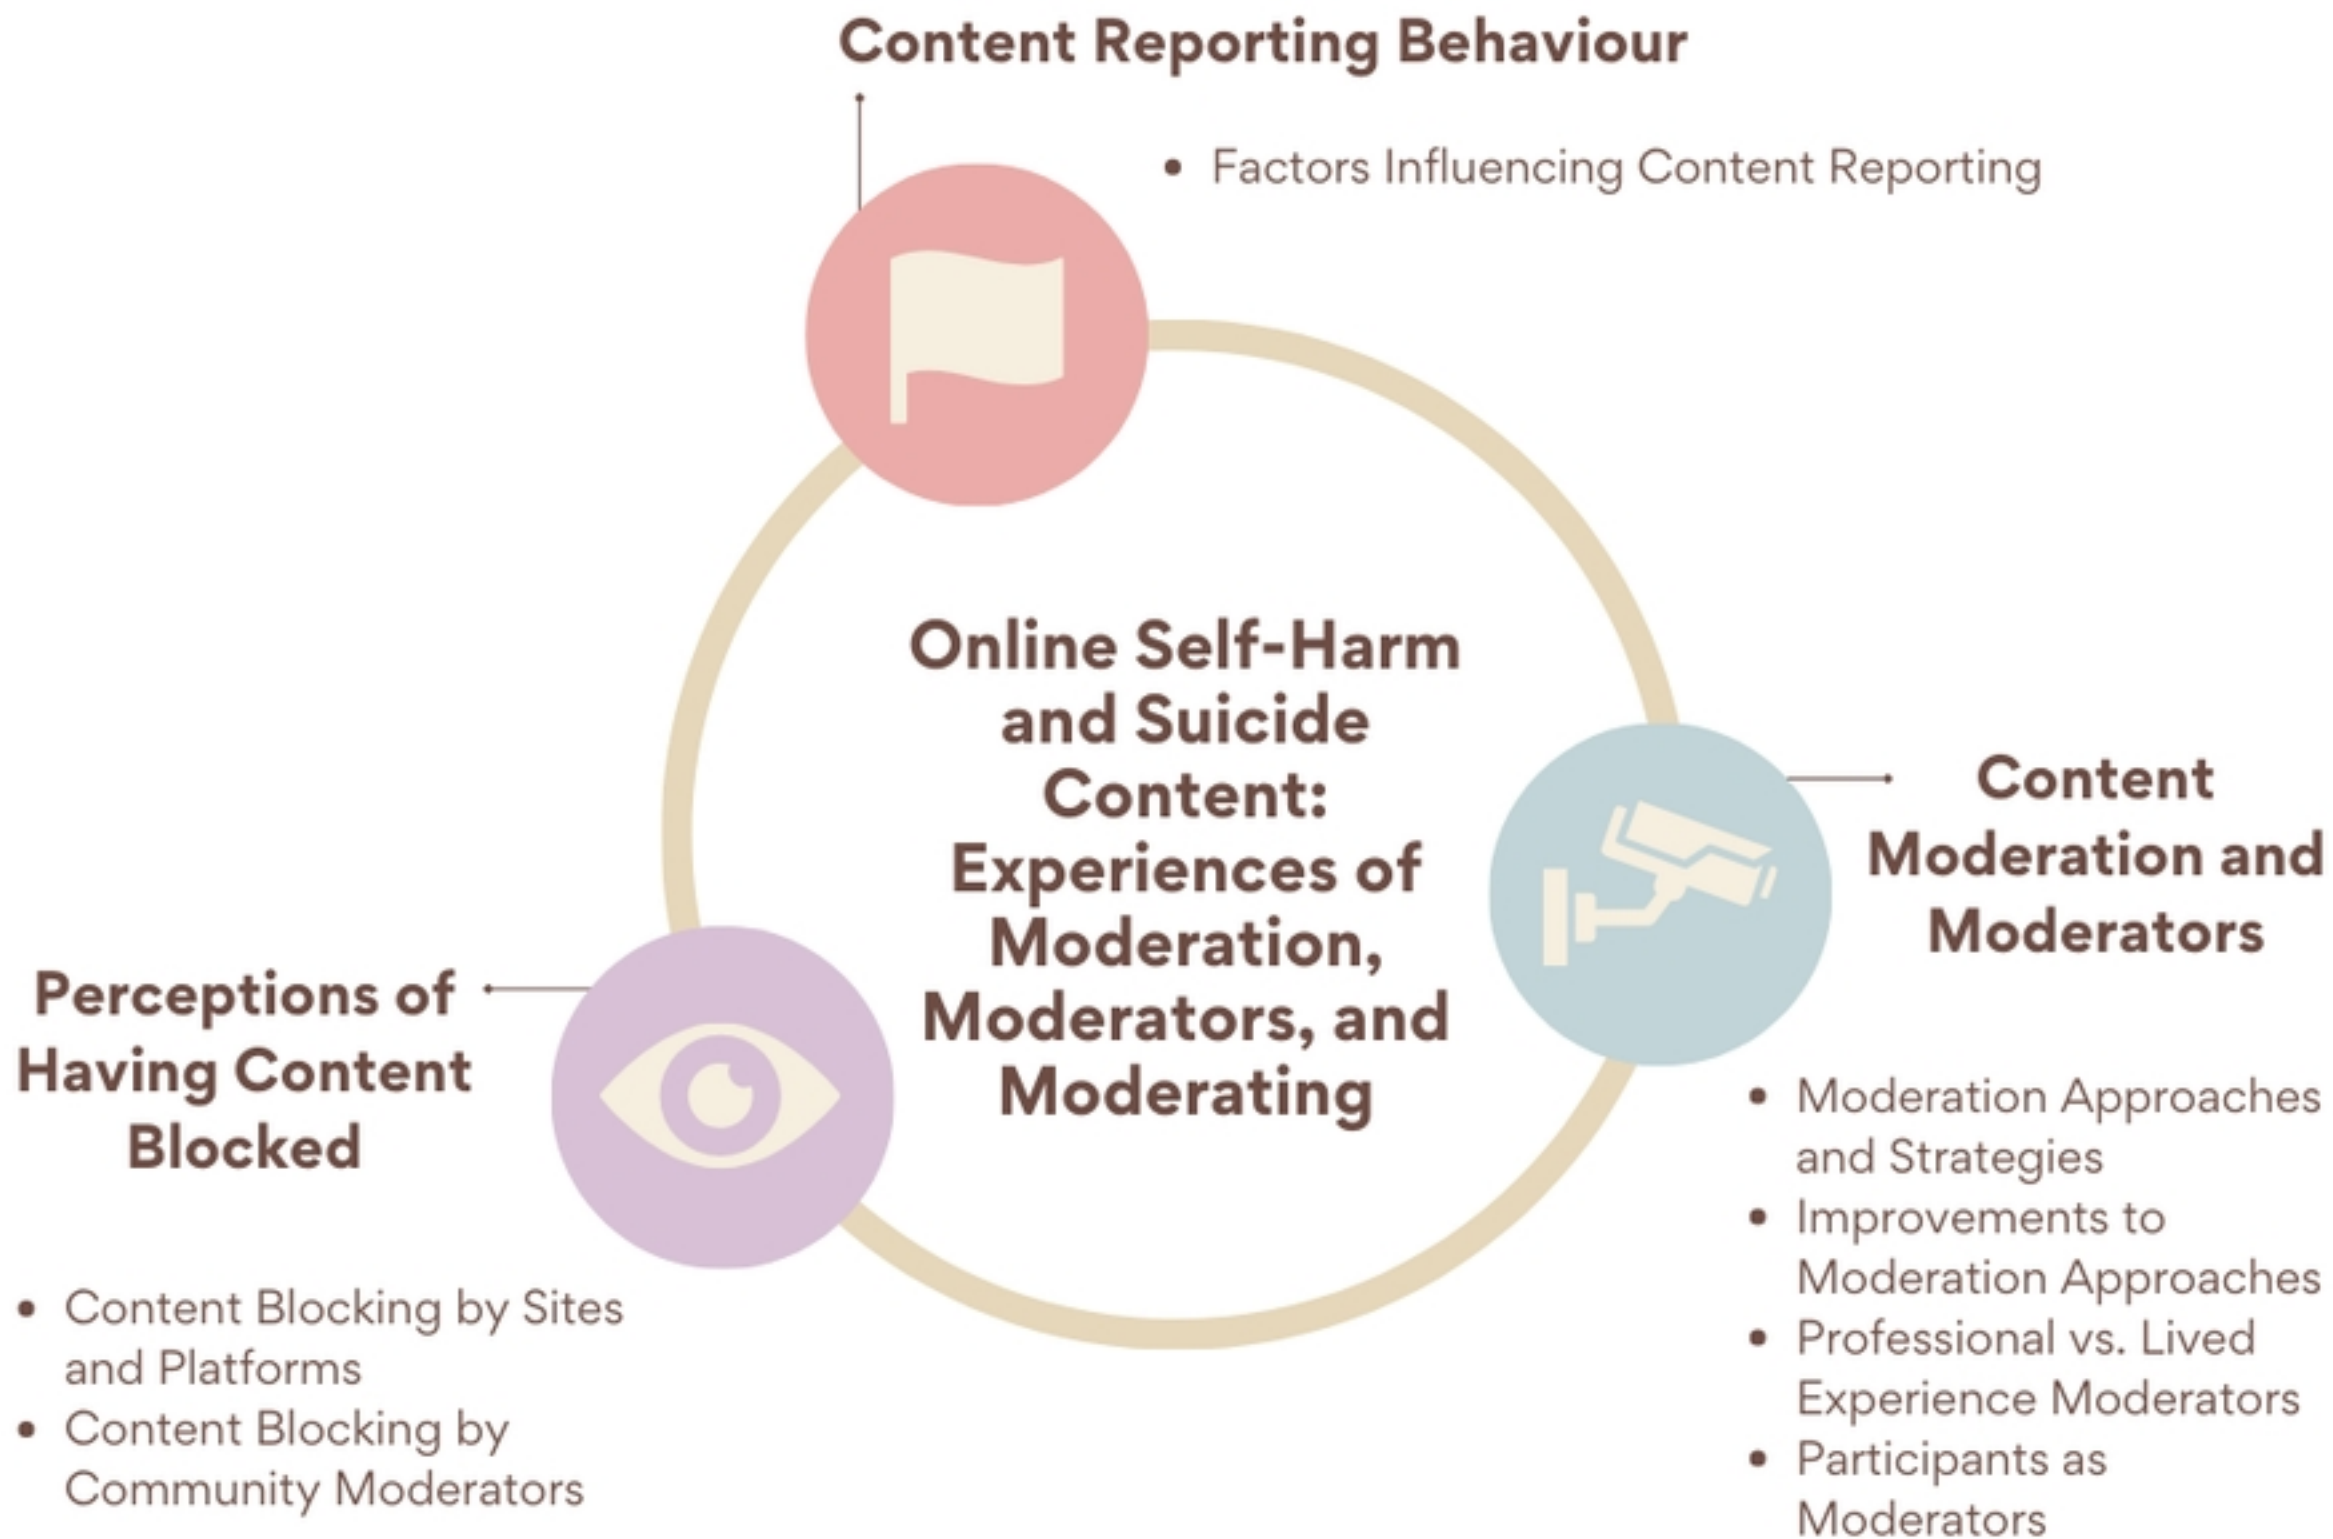 Content Reporting Behaviour
• Factors Influencing Content Reporting
Online Self-Harm
and Suicide
Content:
Experiences of
Moderation,
Moderators, and
Moderating
Content
Moderation and
Moderators
• Moderation Approaches
and Strategies
• Improvements to
Moderation Approaches
• Professional vs. Lived
Experience Moderators
• Participants as
Moderators
Perceptions of
Having Content
Blocked
• Content Blocking by Sites
and Platforms
• Content Blocking by
Community Moderators